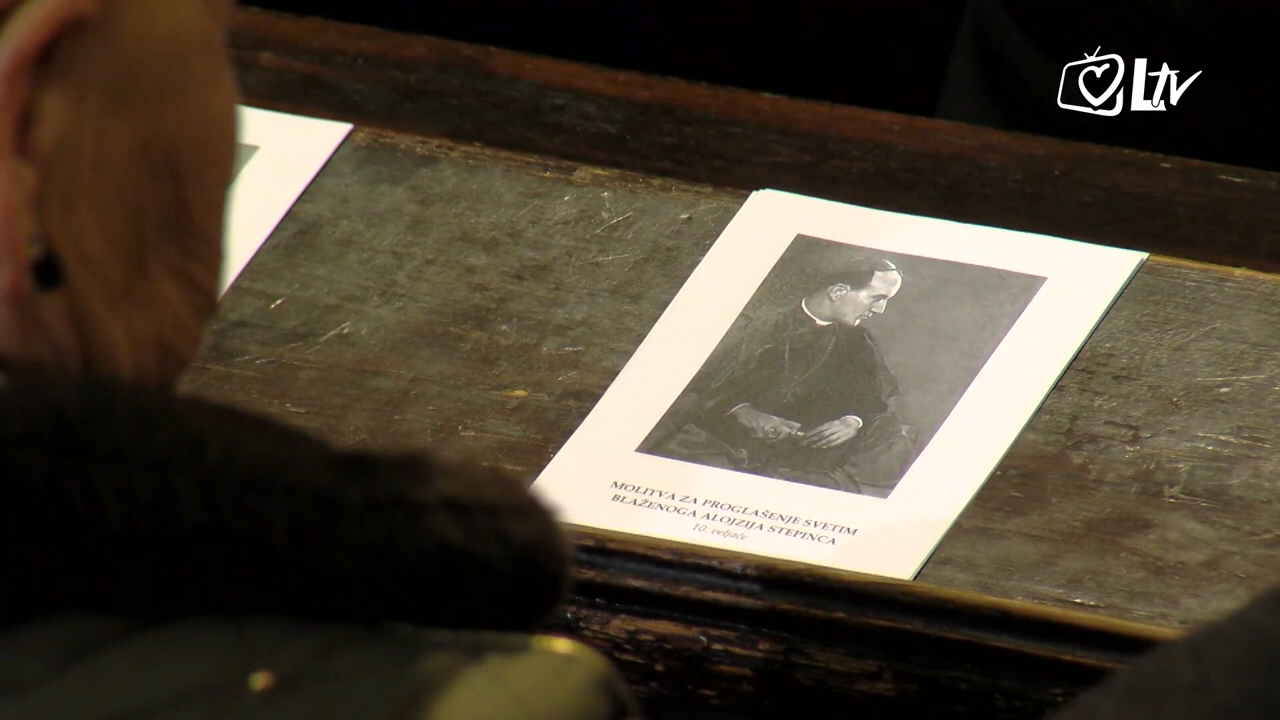 Ltv
MOLITVA ZA PROGLAŠENJE SVETIM
BLAŽENOGA ALOJZIJA STEPINCA
10. veljače